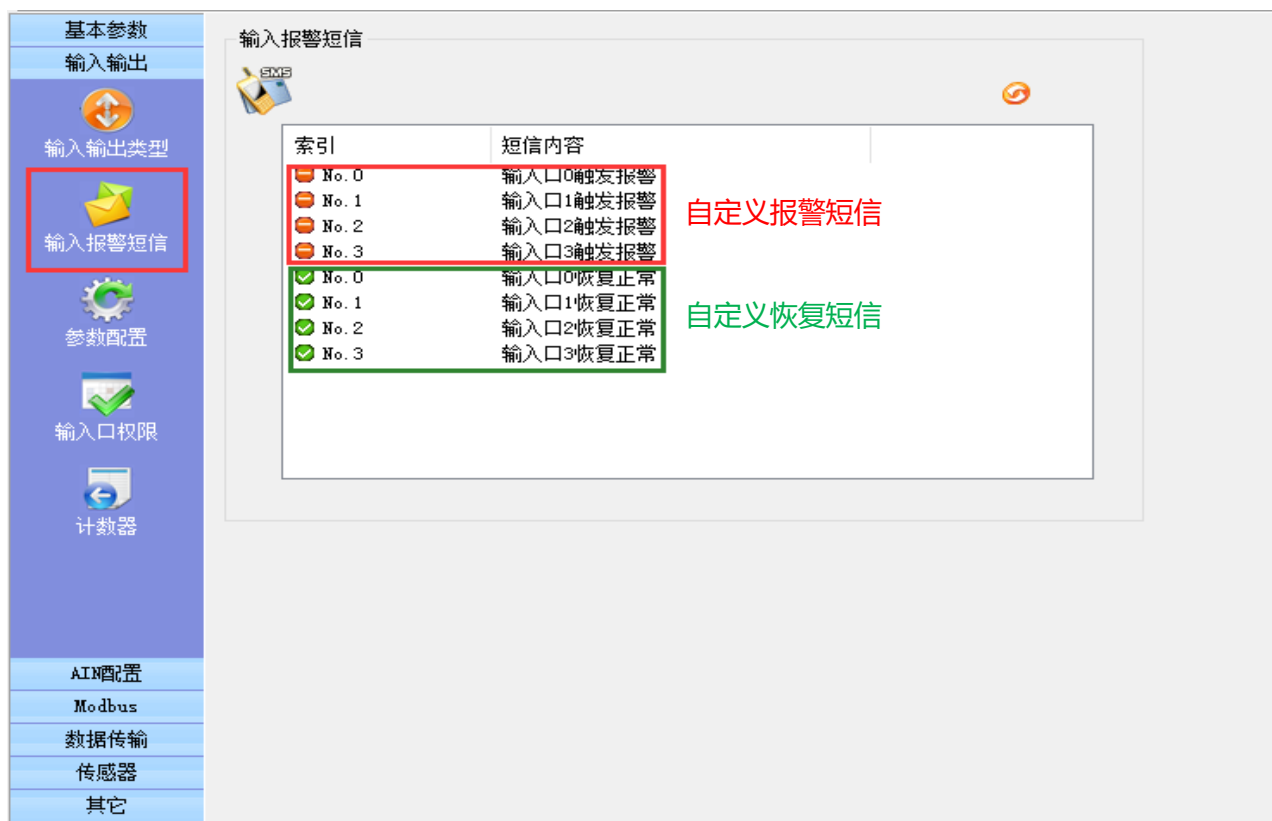 基本参数
输入输出
输入输出类型
输入报警短信
参数配置
输入口权限
计数器
AIN配置
Modbus
数据传输
传感器
其它
输入报警短信
SMS
索引 短信内容
No.0 输入口0触发报警
No.1 输入口1触发报警
No.2 输入口2触发报警
No.3 输入口3触发报警
自定义报警短信
No.0 输入口0恢复正常
No.1 输入口1恢复正常
No.2 输入口2恢复正常
No.3 输入口3恢复正常
自定义恢复短信